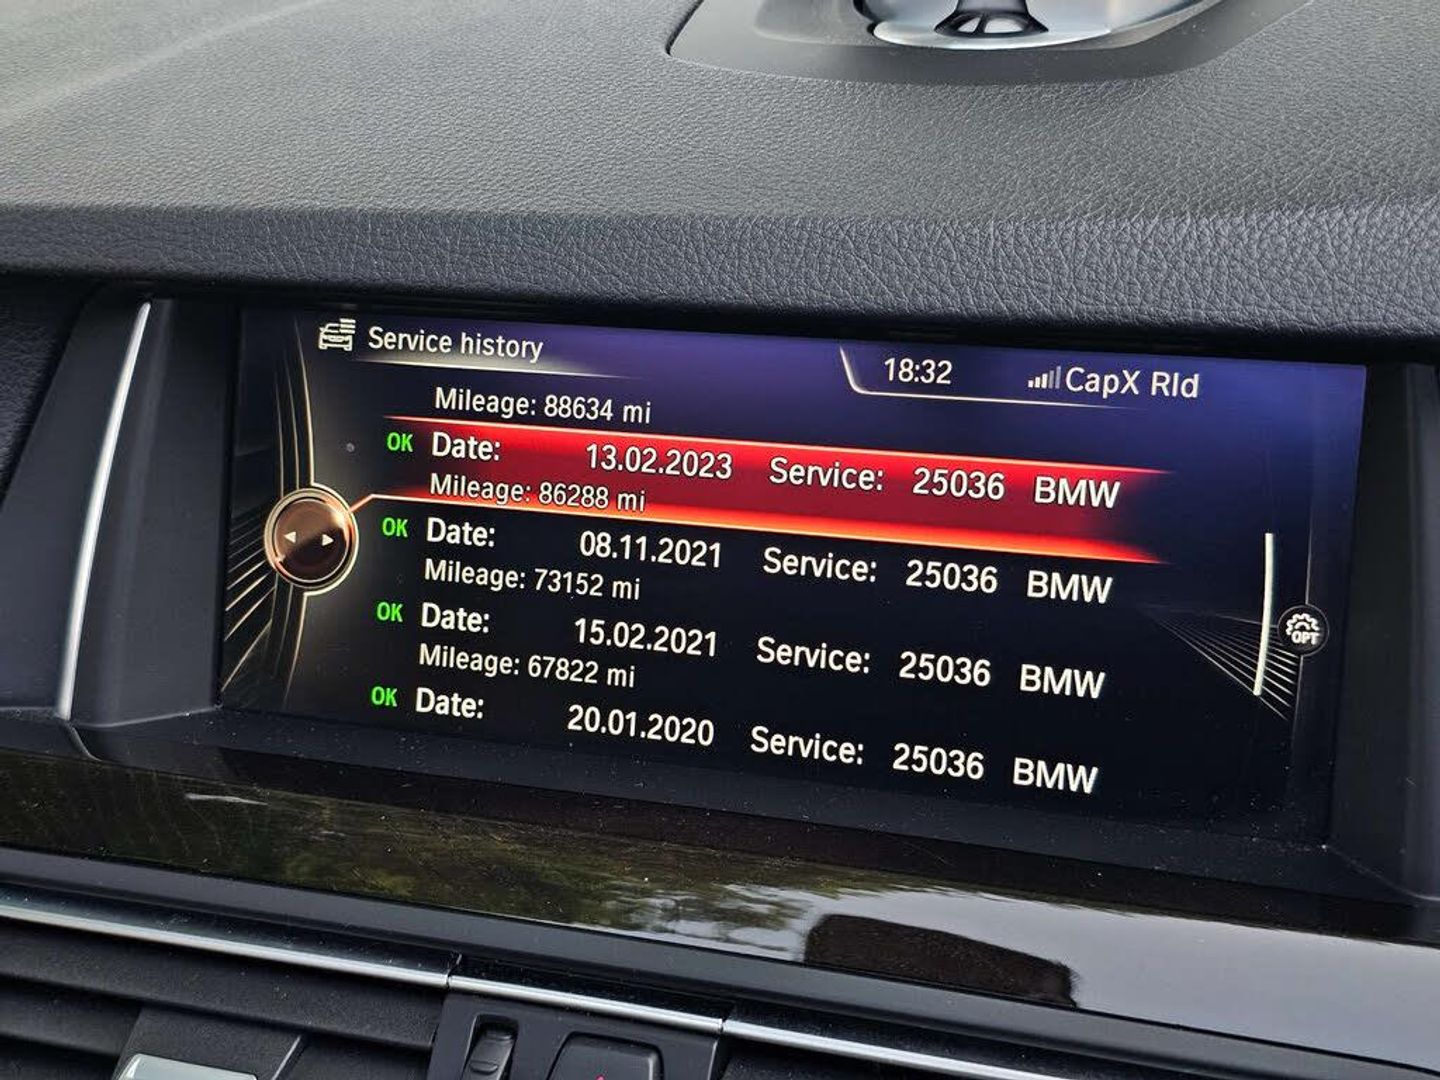 Service history
18:32
CapX Rld
Mileage: 88634 mi
OK Date: 13.02.2023 Service: 25036 BMW
Mileage: 86288 mi
OK Date: 08.11.2021 Service: 25036 BMW
Mileage: 73152 mi
OK Date: 15.02.2021 Service: 25036 BMW
Mileage: 67822 mi
OK Date: 20.01.2020 Service: 25036 BMW
OPT